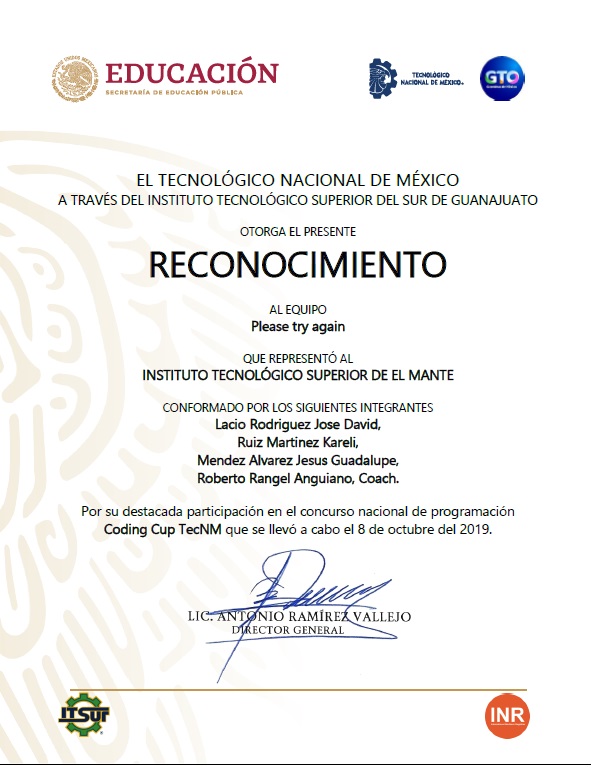 EDUCACIÓN
SECRETARÍA DE EDUCACIÓN PÚBLICA
TECNOLÓGICO
NACIONAL DE MÉXICO
GTO
EL TECNOLÓGICO NACIONAL DE MÉXICO
A TRAVÉS DEL INSTITUTO TECNOLÓGICO SUPERIOR DEL SUR DE GUANAJUATO
OTORGA EL PRESENTE
RECONOCIMIENTO
AL EQUIPO
Please try again
QUE REPRESENTÓ AL
INSTITUTO TECNOLÓGICO SUPERIOR DE EL MANTE
CONFORMADO POR LOS SIGUIENTES INTEGRANTES
Lacio Rodriguez Jose David,
Ruiz Martinez Kareli,
Mendez Alvarez Jesus Guadalupe,
Roberto Rangel Anguiano, Coach.
Por su destacada participación en el concurso nacional de programación
Coding Cup TecNM que se llevó a cabo el 8 de octubre del 2019.
LIC. ANTONIO RAMÍREZ VALLEJO
DIRECTOR GENERAL
ITSUR
INR